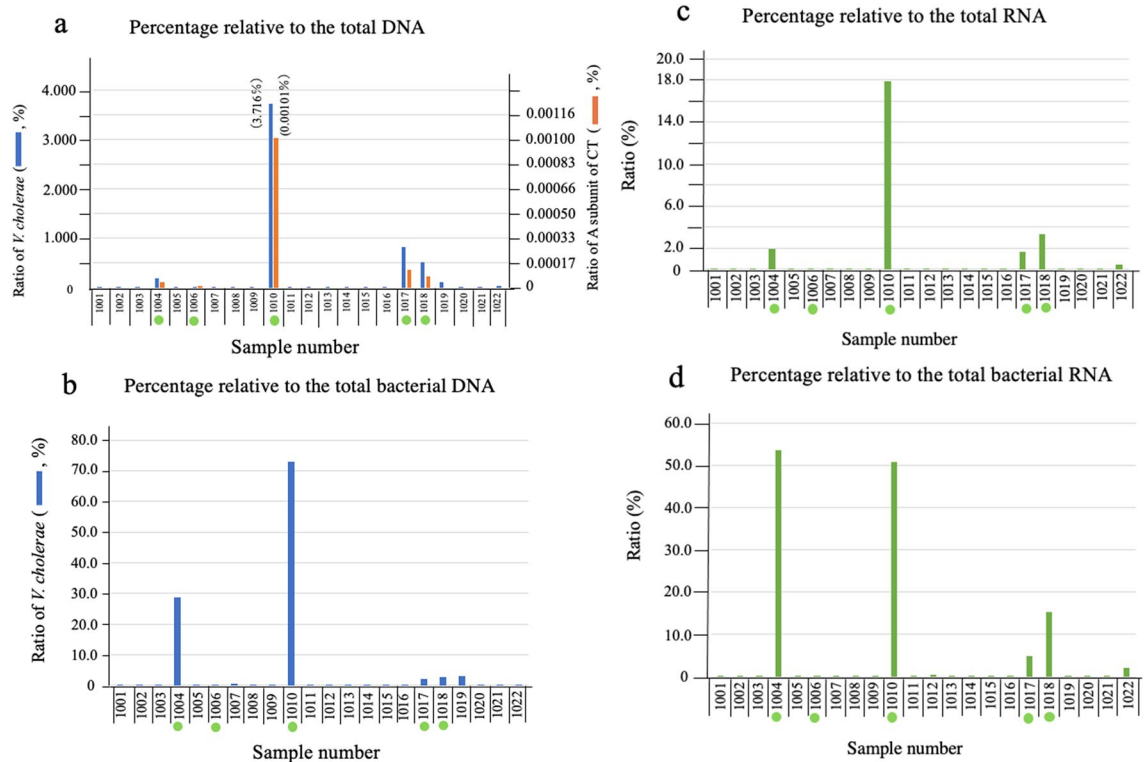 a
Percentage relative to the total DNA
Ratio of V. cholerae ( , %)
4.000
3.000
2.000
1.000
0
(3.716%)
(0.00101%)
0.00116
0.00100
0.00083
0.00066
0.00050
0.00033
0.00017
0
Ratio of A subunit of CT ( , %)
1001 1002 1003 1004 1005 1006 1007 1008 1009 1010 1011 1012 1013 1014 1015 1016 1017 1018 1019 1020 1021 1022
Sample number
b
Percentage relative to the total bacterial DNA
Ratio of V. cholerae ( , %)
80.0
70.0
60.0
50.0
40.0
30.0
20.0
10.0
0
1001 1002 1003 1004 1005 1006 1007 1008 1009 1010 1011 1012 1013 1014 1015 1016 1017 1018 1019 1020 1021 1022
Sample number
c
Percentage relative to the total RNA
Ratio (%)
20.0
18.0
14.0
10.0
6.0
2.0
0
1001 1002 1003 1004 1005 1006 1007 1008 1009 1010 1011 1012 1013 1014 1015 1016 1017 1018 1019 1020 1021 1022
Sample number
d
Percentage relative to the total bacterial RNA
Ratio (%)
60.0
50.0
40.0
30.0
20.0
10.0
0
1001 1002 1003 1004 1005 1006 1007 1008 1009 1010 1011 1012 1013 1014 1015 1016 1017 1018 1019 1020 1021 1022
Sample number